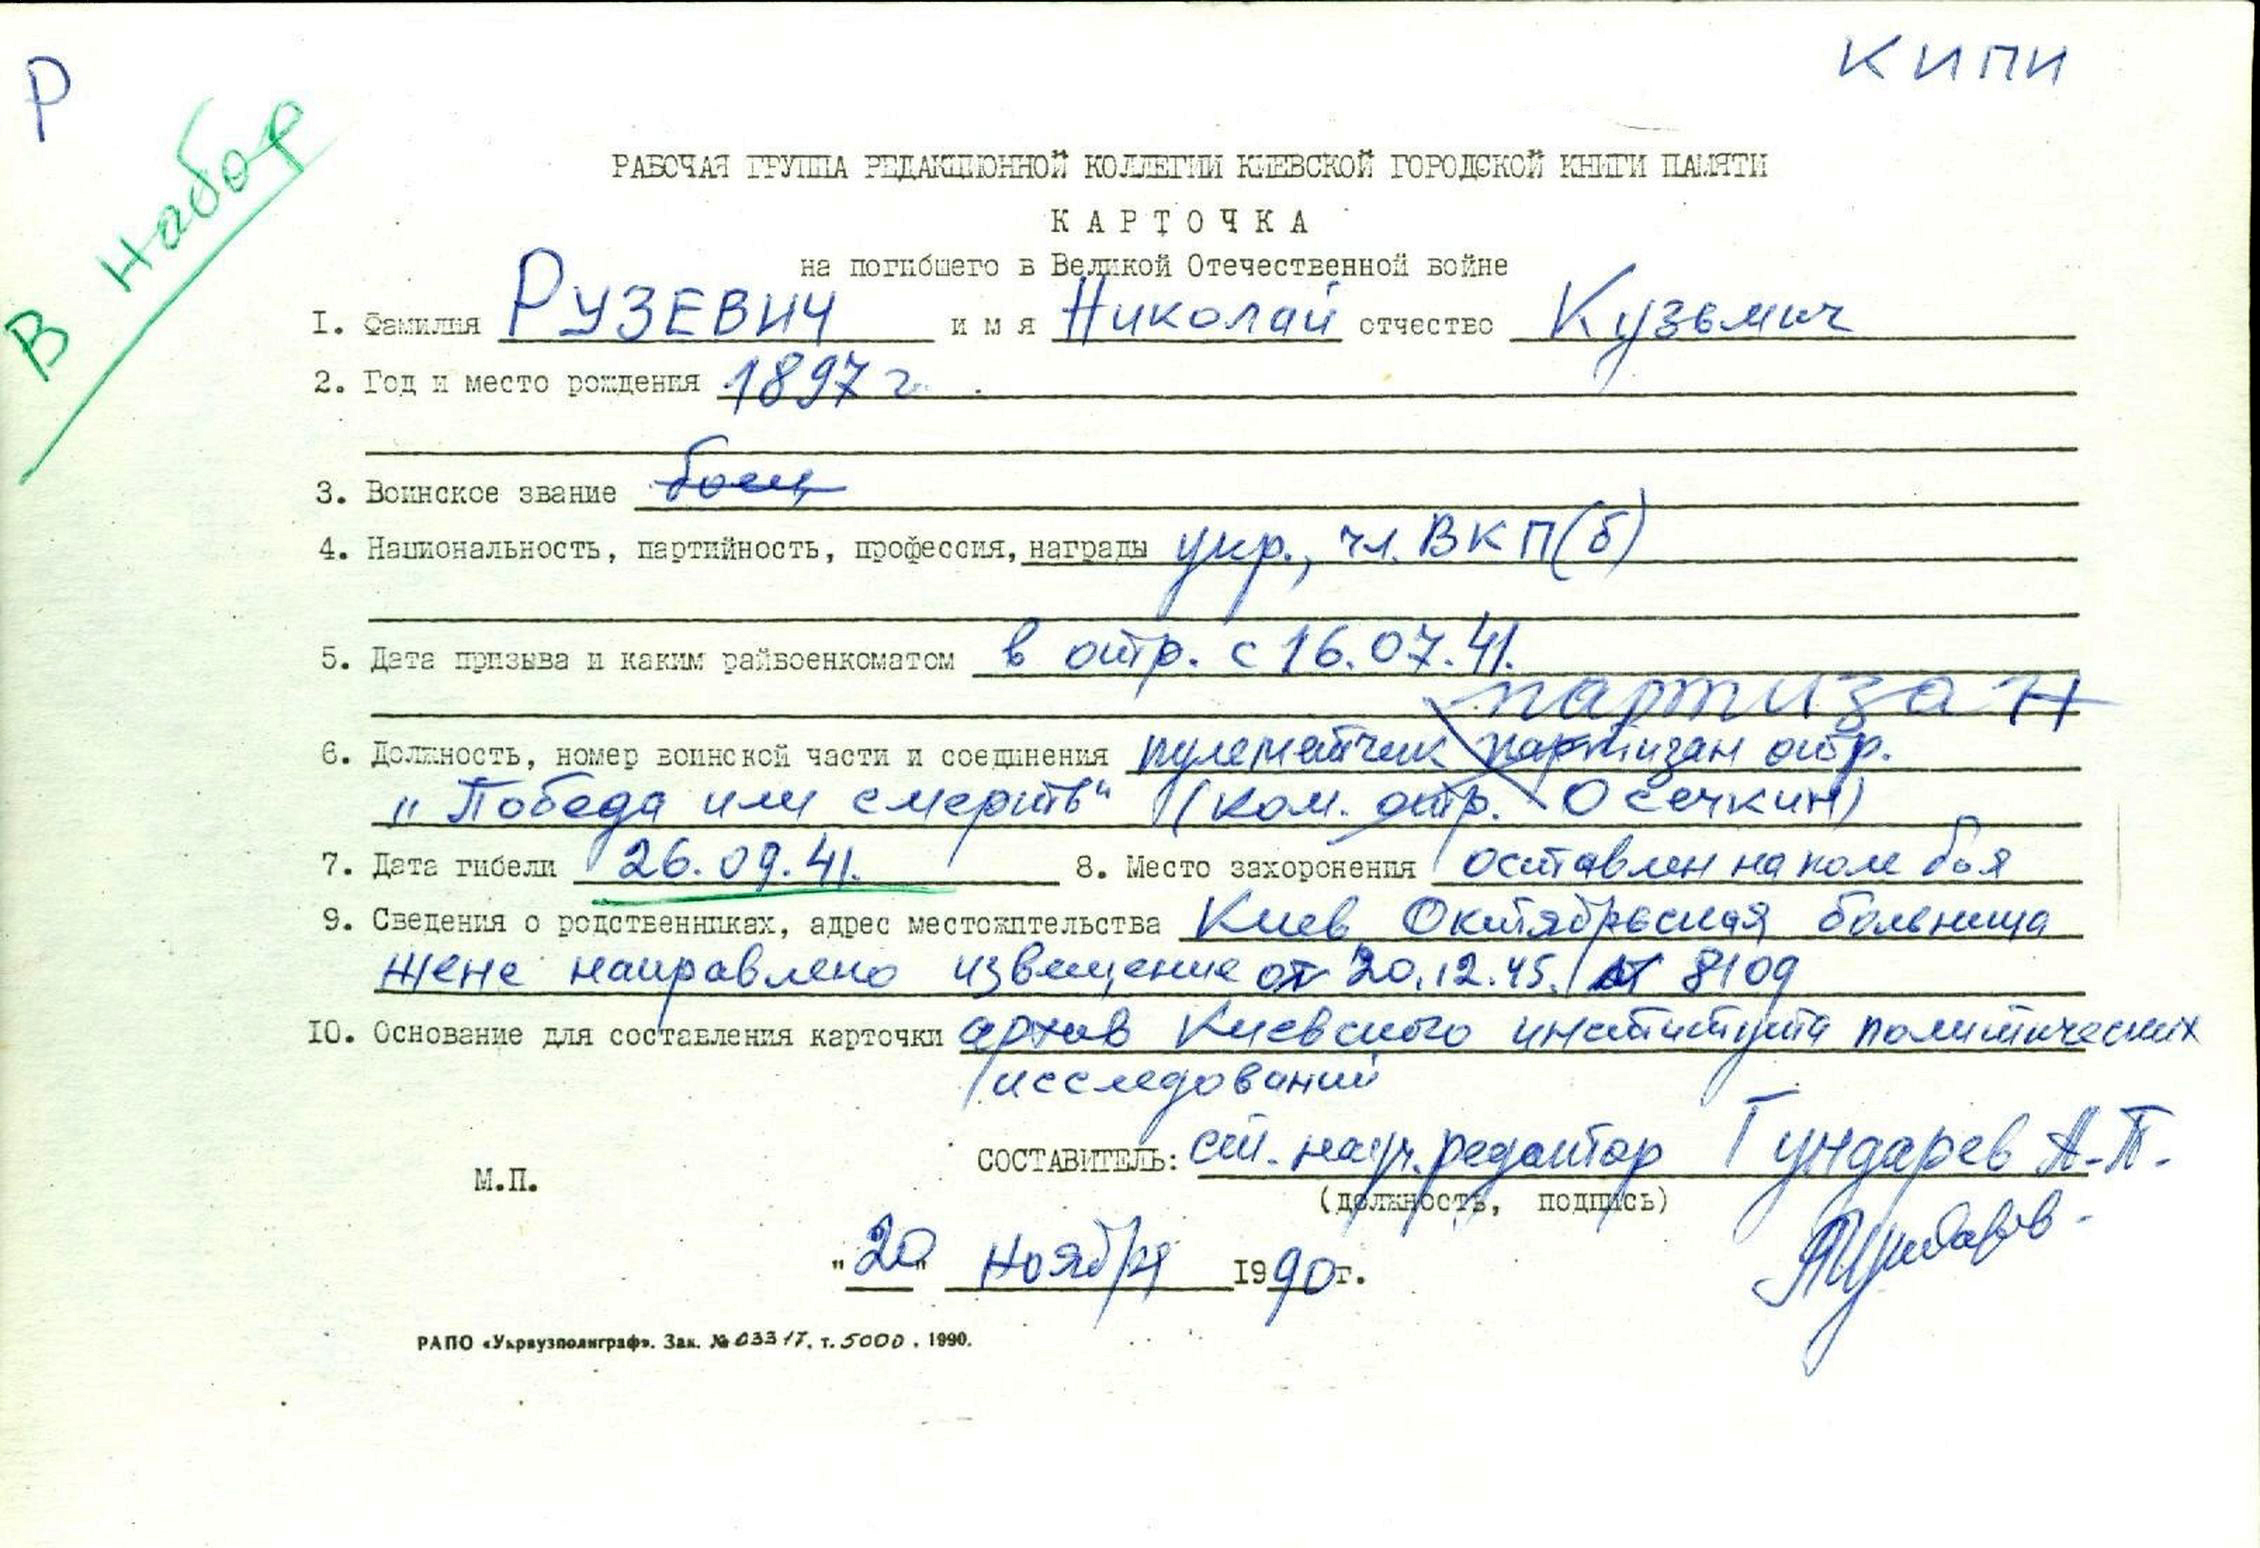 Р
КИПИ
В набор
РАБОЧАЯ ГРУППА РЕДАКЦИОННОЙ КОЛЛЕГИИ КИЕВСКОЙ ГОРОДСКОЙ КНИГИ ПАМЯТИ
КАРТОЧКА
на погибшего в Великой Отечественной войне
I. Фамилия РУЗЕВИЧ имя Николай отчество Кузьмич
2. Год и место рождения 1897 г.
3. Воинское звание боец
4. Национальность, партийность, профессия, награды укр., чл. ВКП(б)
5. Дата призыва и каким райвоенкоматом в отр. с 16.07.41.
партизан
6. Должность, номер воинской части и соединения пулеметчик партизан отр.
„Победа или смерть" (ком. отр. Осечкин)
7. Дата гибели 26.09.41. 8. Место захоронения оставлен на поле боя
9. Сведения о родственниках, адрес местожительства Киев, Октябрьская больница
жене направлено извещение от 20.12.45. № 8109
10. Основание для составления карточки архив Киевского института политических
исследований
СОСТАВИТЕЛЬ: ст. науч. редактор Гундарев А.П.
М.П.
(должность, подпись)
"20" ноября 1990г.
РАПО «Укрвузполиграф». Зак. № 03317, т. 5000, 1990.